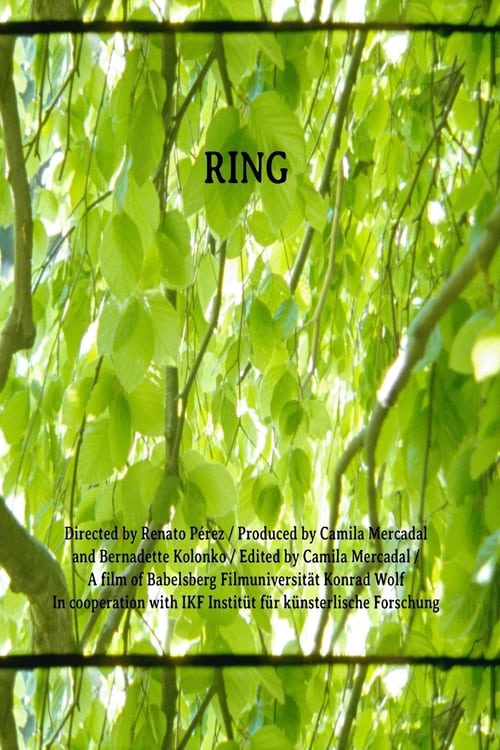 RING
Directed by Renato Pérez / Produced by Camila Mercadal
and Bernadette Kolonko / Edited by Camila Mercadal /
A film of Babelsberg Filmuniversität Konrad Wolf
In cooperation with IKF Institüt für künsterlische Forschung